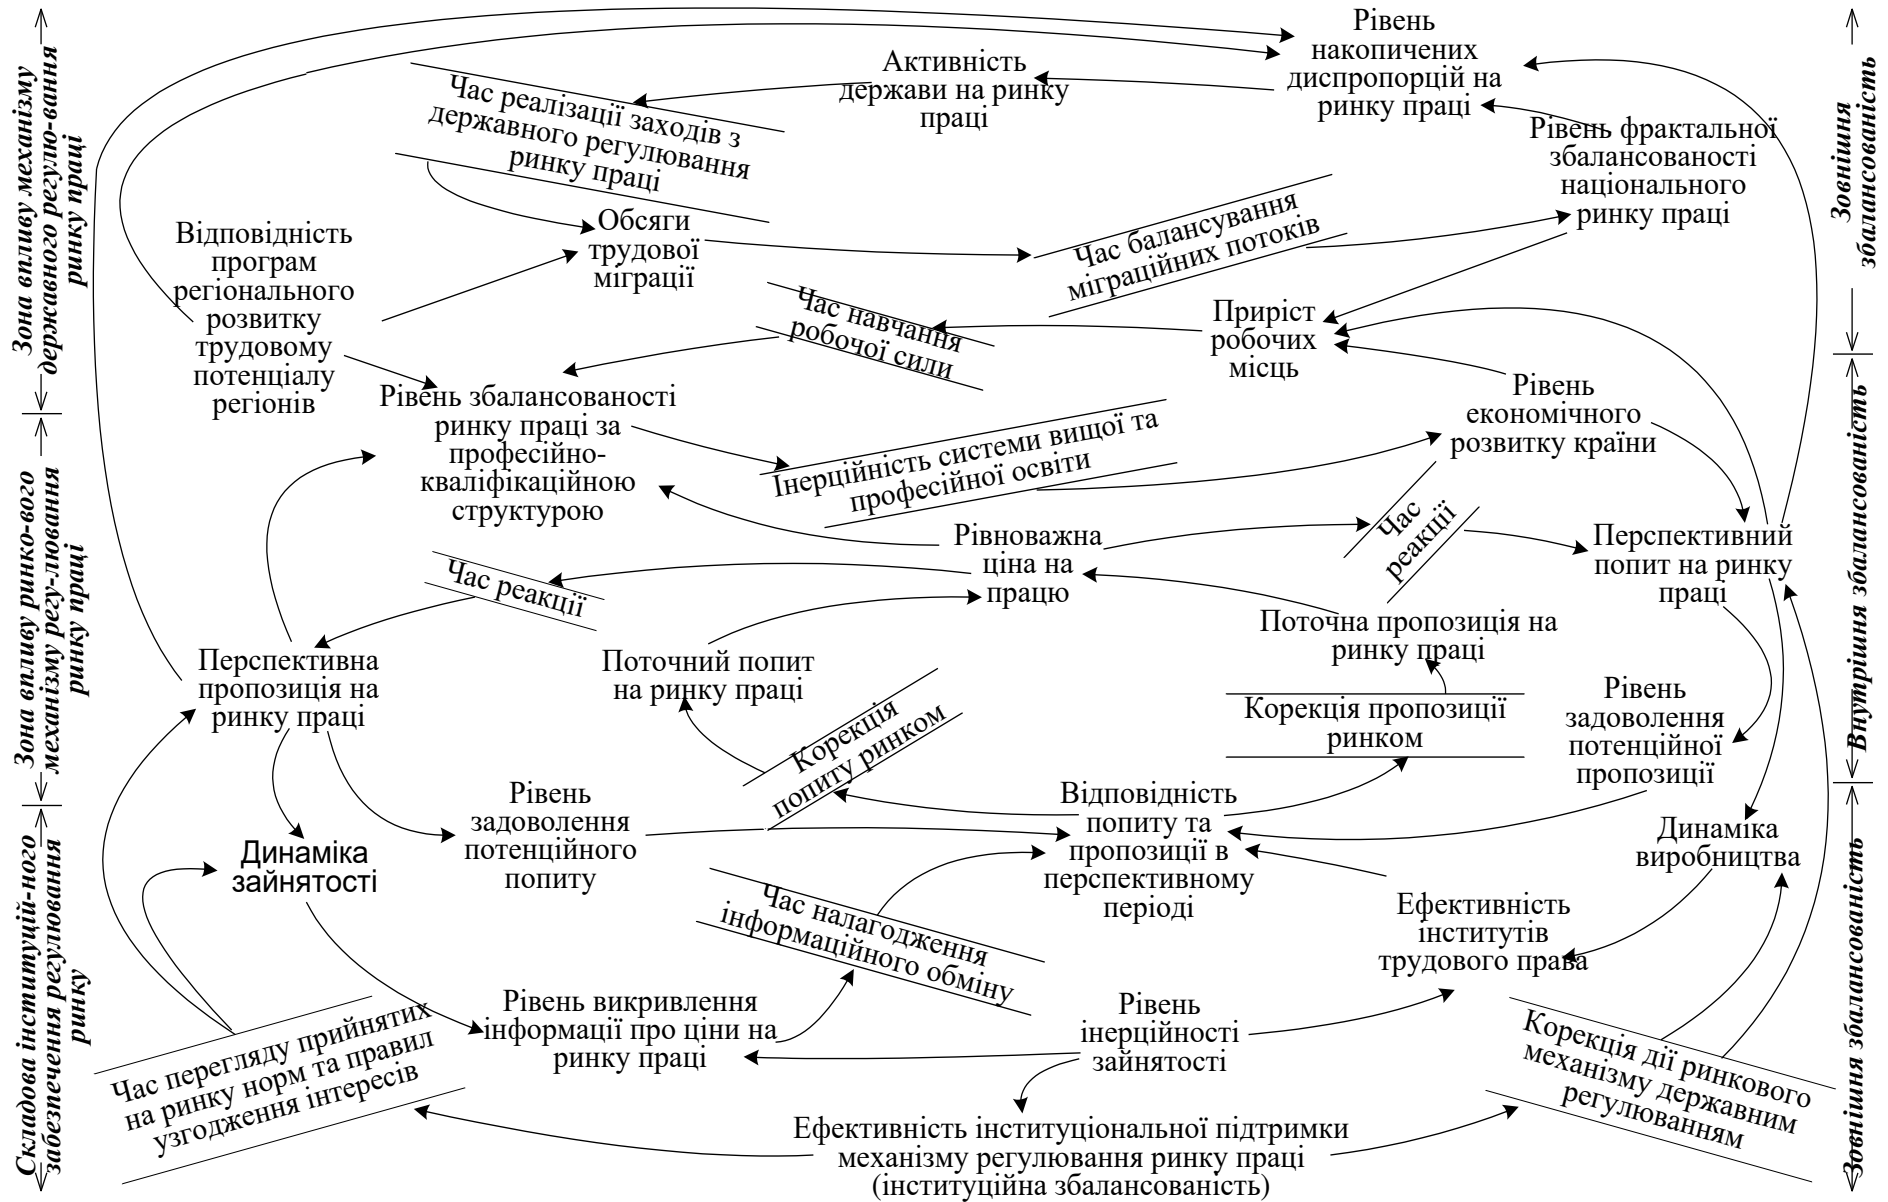 Зона впливу механізму
державного регулю-вання
ринку праці
Зона впливу ринко-вого
механізму регу-лювання
ринку праці
Складова інституцій-ного
забезпечення регулювання
ринку
Рівень
накопичених
диспропорцій на
ринку праці
Активність
держави на ринку
праці
Час реалізації заходів з
державного регулювання
ринку праці
Рівень фрактальної
збалансованості
національного
ринку праці
Обсяги
трудової
міграції
Час балансування
міграційних потоків
Відповідність
програм
регіонального
розвитку
трудовому
потенціалу
регіонів
Час навчання
робочої сили
Приріст
робочих
місць
Рівень збалансованості
ринку праці за
професійно-
кваліфікаційною
структурою
Інерційність системи вищої та
професійної освіти
Рівень
економічного
розвитку країни
Рівноважна
ціна на
працю
Час
реакції
Перспективний
попит на ринку
праці
Час реакції
Поточна пропозиція на
ринку праці
Перспективна
пропозиція на
ринку праці
Поточний попит
на ринку праці
Корекція
попиту ринком
Корекція пропозиції
ринком
Рівень
задоволення
потенційної
пропозиції
Рівень
задоволення
потенційного
попиту
Відповідність
попиту та
пропозиції в
перспективному
періоді
Динаміка
виробництва
Динаміка
зайнятості
Час налагодження
інформаційного обміну
Ефективність
інститутів
трудового права
Рівень викривлення
інформації про ціни на
ринку праці
Рівень
інерційності
зайнятості
Час перегляду прийнятих
на ринку норм та правил
узгодження інтересів
Корекція дії ринкового
механізму державним
регулюванням
Ефективність інституціональної підтримки
механізму регулювання ринку праці
(інституційна збалансованість)
Зовнішня
збалансованість
Внутрішня збалансованість
Зовнішня збалансованість